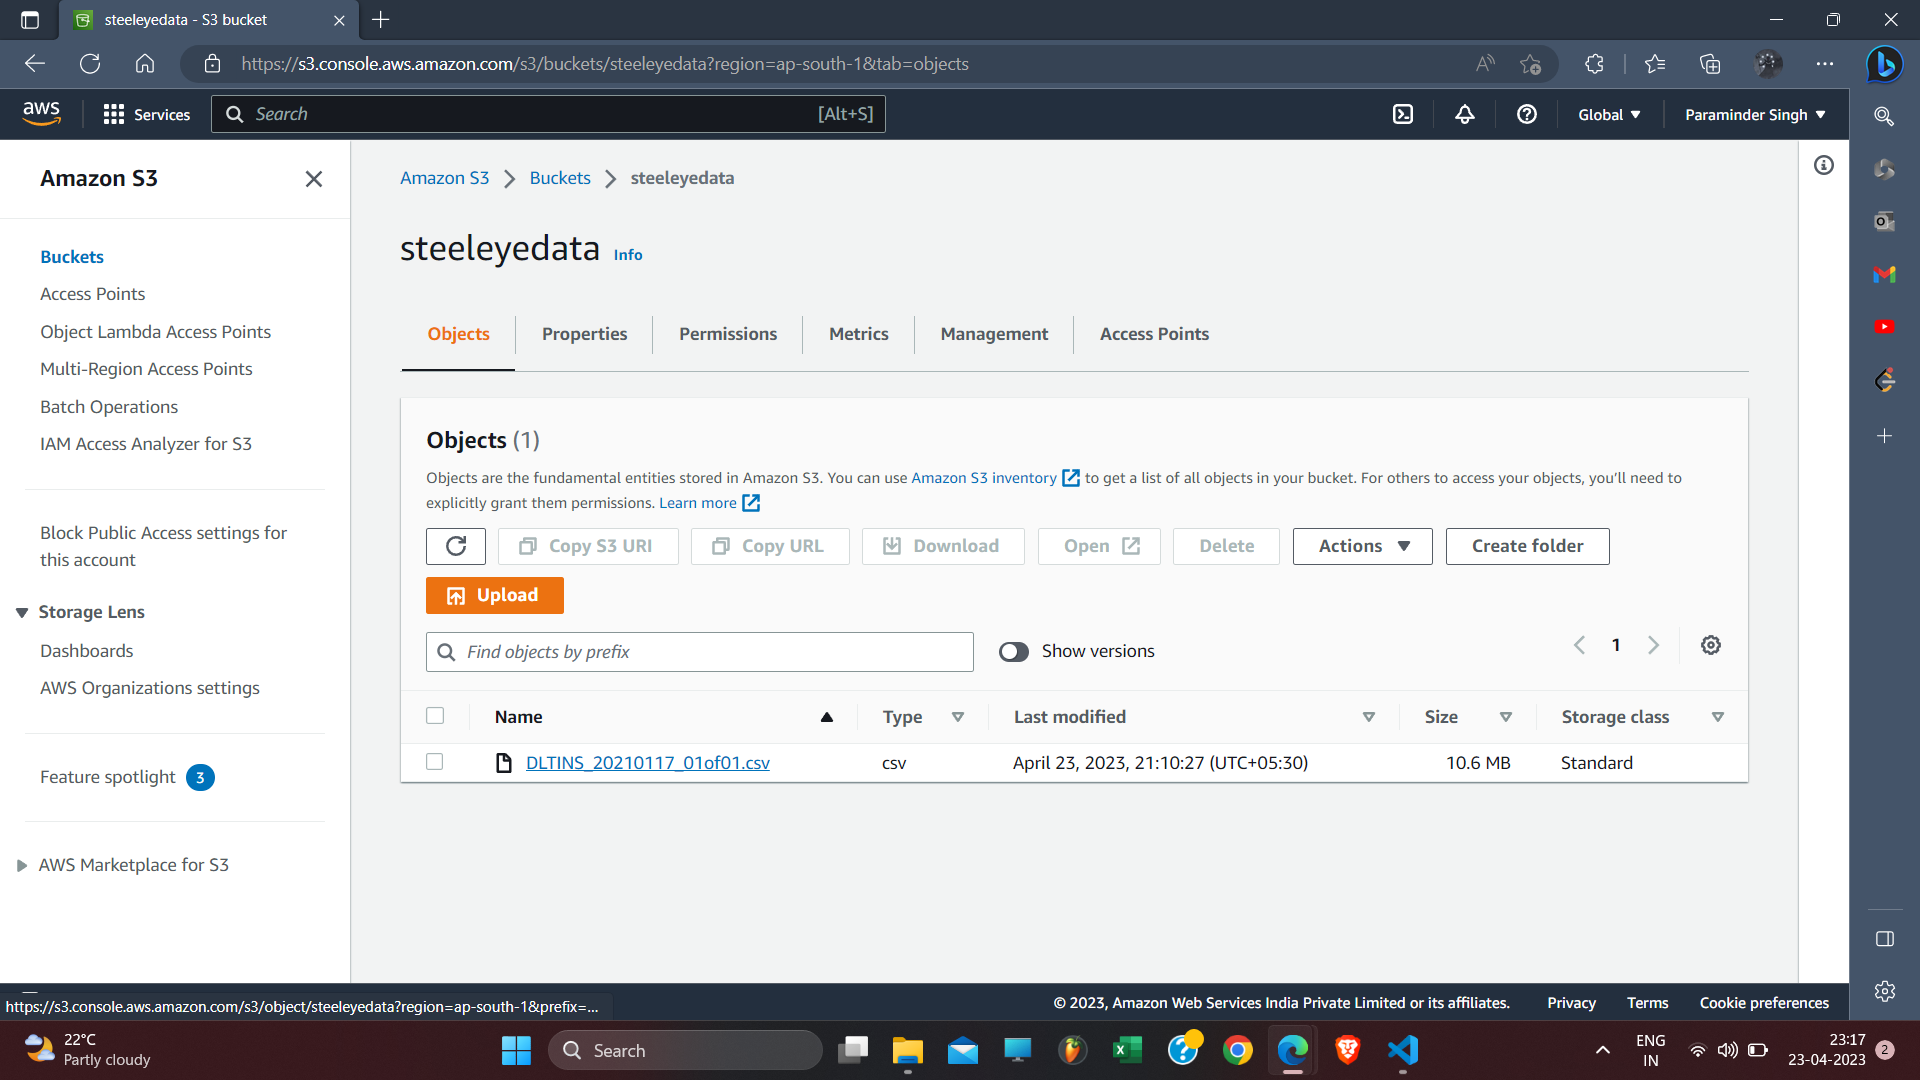 steeleyedata - S3 bucket
https://s3.console.aws.amazon.com/s3/buckets/steeleyedata?region=ap-south-1&tab=objects
aws
Services
Search
[Alt+S]
Global
Paraminder Singh
Amazon S3
Buckets
Access Points
Object Lambda Access Points
Multi-Region Access Points
Batch Operations
IAM Access Analyzer for S3
Block Public Access settings for
this account
Storage Lens
Dashboards
AWS Organizations settings
Feature spotlight 3
AWS Marketplace for S3
Amazon S3 > Buckets > steeleyedata
steeleyedata Info
Objects
Properties
Permissions
Metrics
Management
Access Points
Objects (1)
Objects are the fundamental entities stored in Amazon S3. You can use Amazon S3 inventory to get a list of all objects in your bucket. For others to access your objects, you'll need to
explicitly grant them permissions. Learn more
Copy S3 URI
Copy URL
Download
Open
Delete
Actions
Create folder
Upload
Find objects by prefix
Show versions
1
Name Type Last modified Size Storage class
DLTINS_20210117_01of01.csv csv April 23, 2023, 21:10:27 (UTC+05:30) 10.6 MB Standard
https://s3.console.aws.amazon.com/s3/object/steeleyedata?region=ap-south-1&prefix=...
© 2023, Amazon Web Services India Private Limited or its affiliates.
Privacy
Terms
Cookie preferences
22°C
Partly cloudy
Search
ENG
IN
23:17
23-04-2023
2